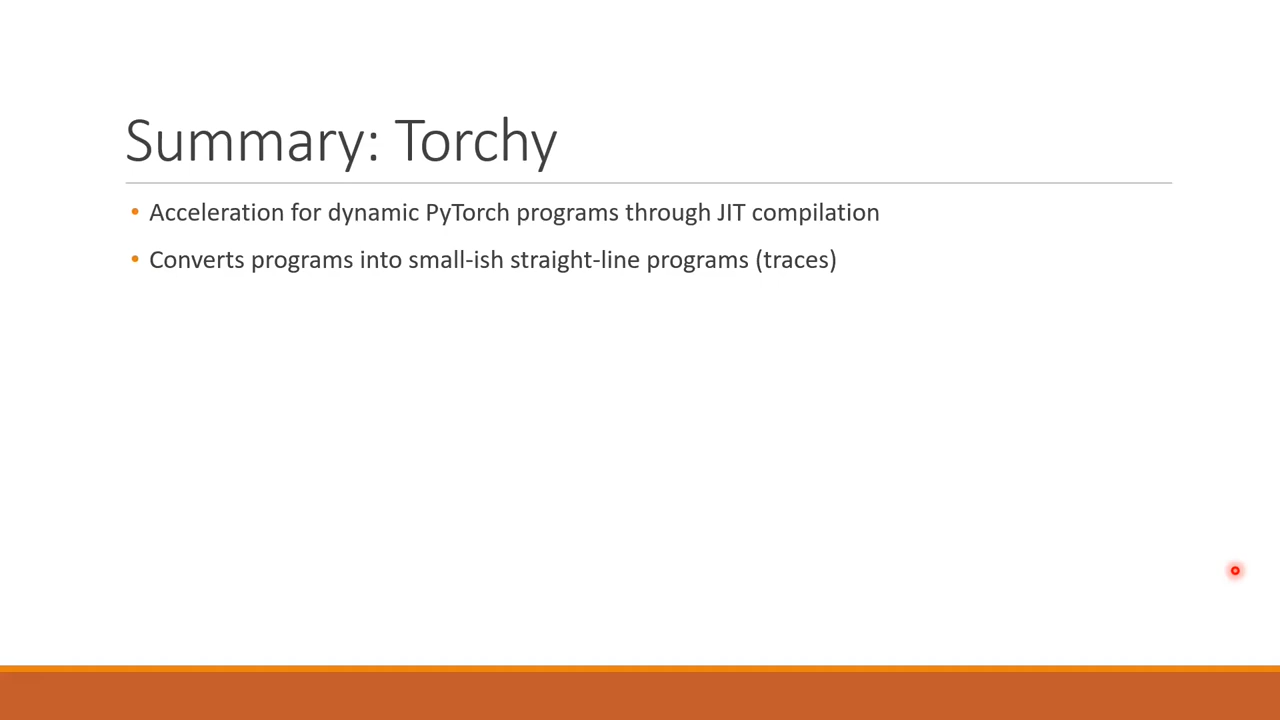 Summary: Torchy
• Acceleration for dynamic PyTorch programs through JIT compilation
• Converts programs into small-ish straight-line programs (traces)